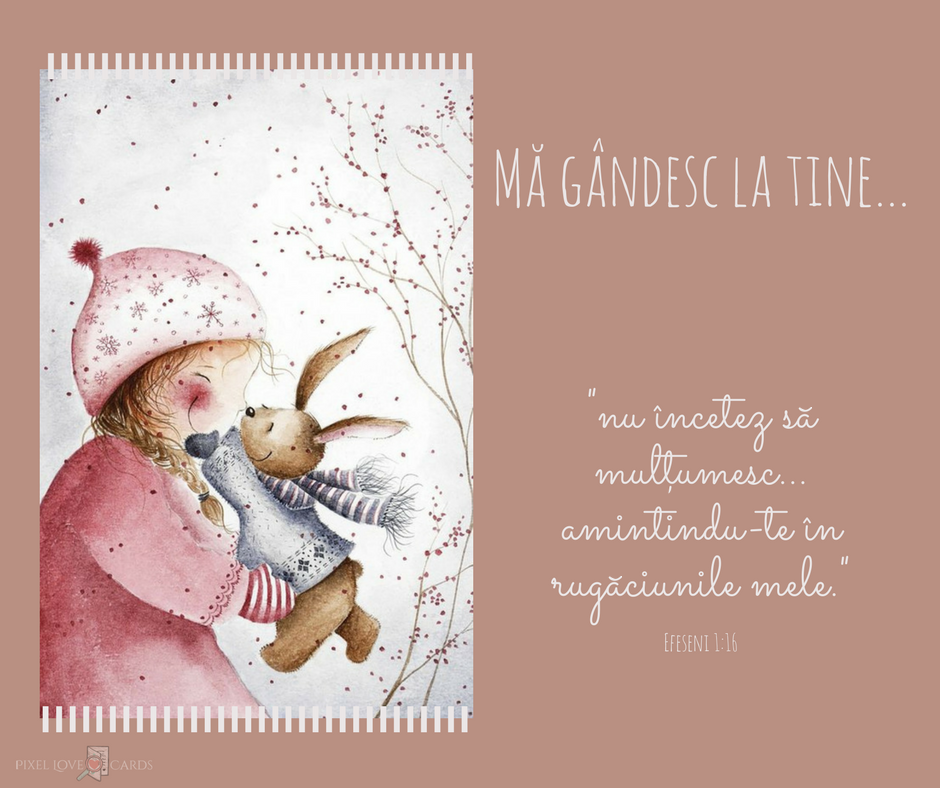 Mă gândesc la tine...
"nu încetez să
mulțumesc...
amintindu-te în
rugăciunile mele."
Efeseni 1:16
PIXEL LOVE CARDS